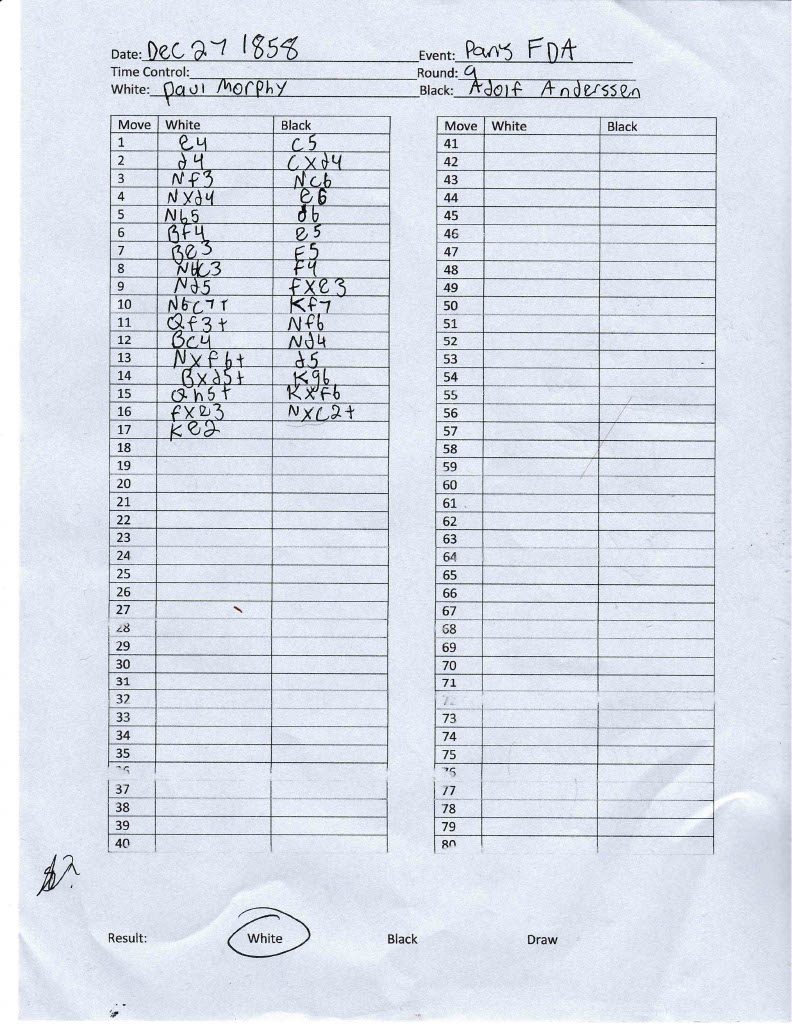 Date: Dec 27 1858 Event: Paris FDA
Time Control: Round: 9
White: Paul Morphy Black: Adolf Anderssen
Move White Black Move White Black
1 e4 c5 41
2 d4 cxd4 42
3 Nf3 Nc6 43
4 Nxd4 e6 44
5 Nb5 d6 45
6 Bf4 e5 46
7 Be3 F5 47
8 N1c3 F4 48
9 Nd5 fxe3 49
10 Nbc7+ Kf7 50
11 Qf3+ Nf6 51
12 Bc4 Nd4 52
13 Nxf6+ d5 53
14 Bxd5+ Kg6 54
15 Qh5+ Kxf6 55
16 fxe3 Nxc2+ 56
17 Ke2 57
18 58
19 59
20 60
21 61
22 62
23 63
24 64
25 65
26 66
27 67
28 68
29 69
30 70
31 71
32 72
33 73
34 74
35 75
36 76
37 77
38 78
39 79
40 80
Result: White Black Draw